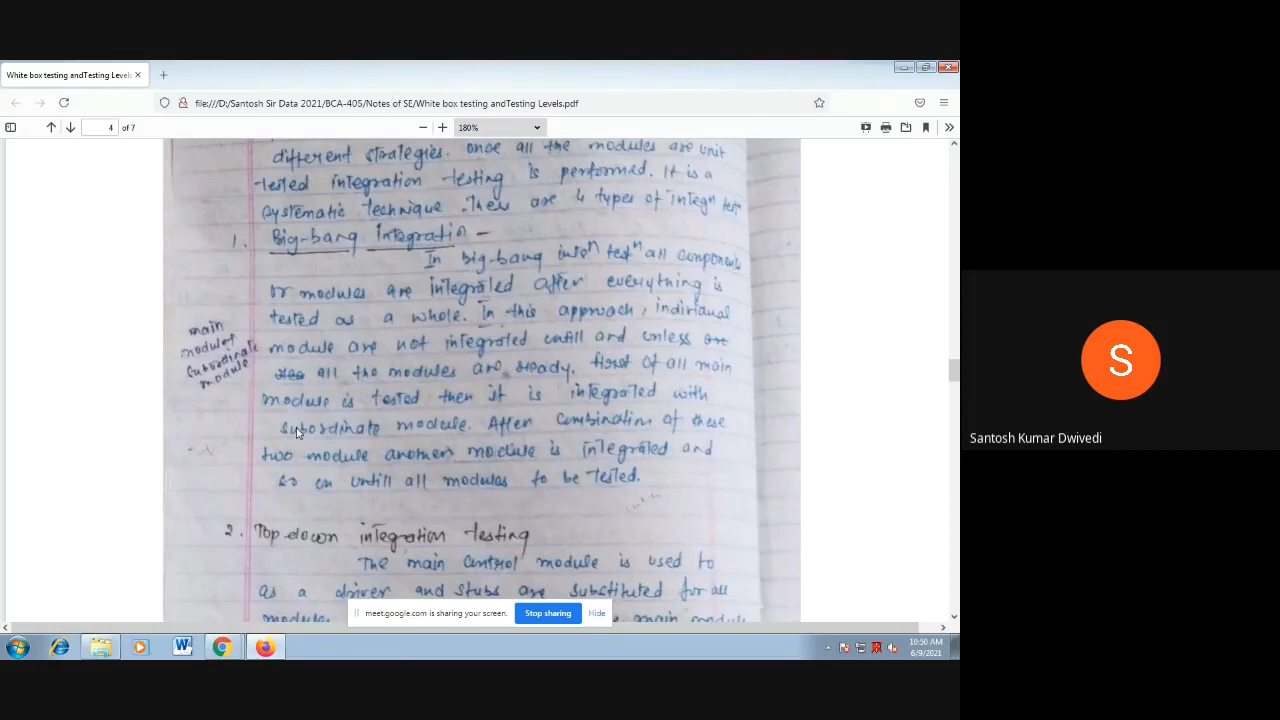 White box testing andTesting Levels
file:///D:/Santosh Sir Data 2021/BCA-405/Notes of SE/White box testing andTesting Levels.pdf
4 of 7
180%
different strategies. Once all the modules are unit
tested integration testing is performed. It is a
systematic technique. There are 4 types of integn test
1. Big-bang Integration -
In big-bang inten testn all components
or modules are integrated after everything is
tested as a whole. In this approach, individual
module are not integrated untill and unless
all the modules are ready. first of all main
module is tested then it is integrated with
subordinate module. After combination of these
two module another module is integrated and
so on untill all modules to be tested.
main
module
subordinate
module
2. Top down integration testing
The main control module is used to
as a driver and stubs are substituted for all
modules
main module
meet.google.com is sharing your screen.
Stop sharing
Hide
10:50 AM
6/9/2021
S
Santosh Kumar Dwivedi